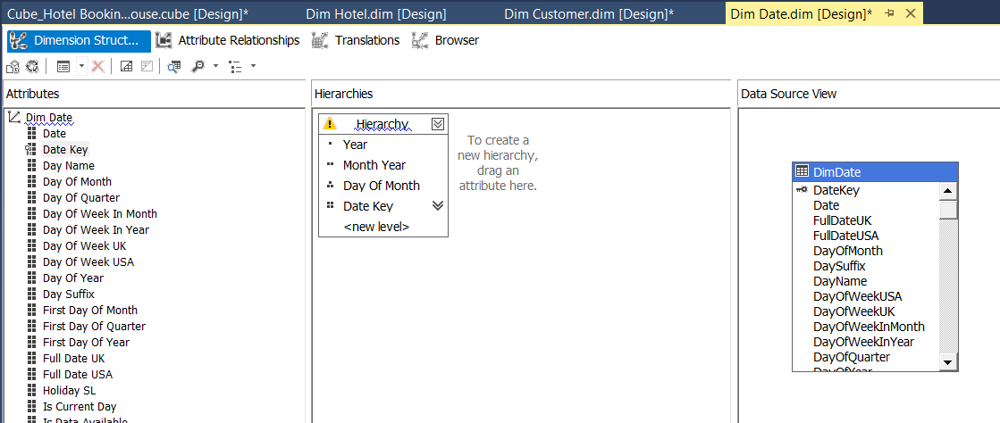 Cube_Hotel Bookin...ouse.cube [Design]* Dim Hotel.dim [Design] Dim Customer.dim [Design]* Dim Date.dim [Design]*
Dimension Struct... Attribute Relationships Translations Browser
Attributes
Dim Date
Date
Date Key
Day Name
Day Of Month
Day Of Quarter
Day Of Week In Month
Day Of Week In Year
Day Of Week UK
Day Of Week USA
Day Of Year
Day Suffix
First Day Of Month
First Day Of Quarter
First Day Of Year
Full Date UK
Full Date USA
Holiday SL
Is Current Day
Is Data Available
Hierarchies
Hierarchy
Year
Month Year
Day Of Month
Date Key
<new level>
To create a
new hierarchy,
drag an
attribute here.
Data Source View
DimDate
DateKey
Date
FullDateUK
FullDateUSA
DayOfMonth
DaySuffix
DayName
DayOfWeekUSA
DayOfWeekUK
DayOfWeekInMonth
DayOfWeekInYear
DayOfQuarter
DayOfYear